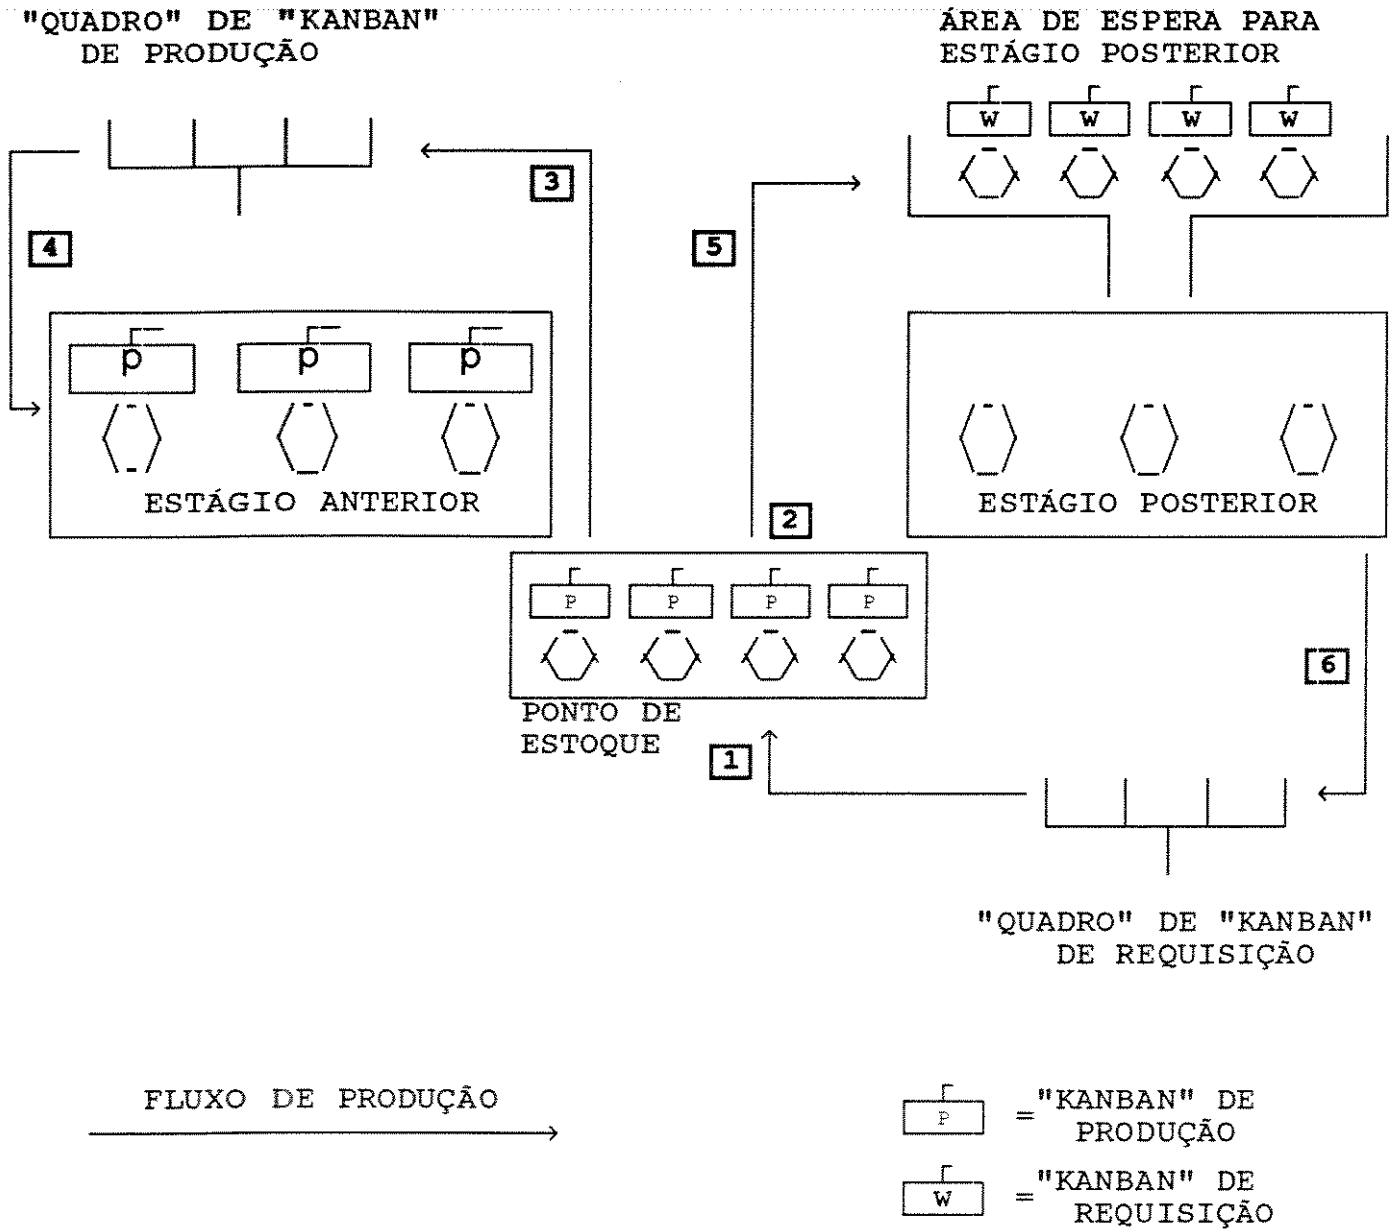 "QUADRO" DE "KANBAN"
DE PRODUÇÃO
ÁREA DE ESPERA PARA
ESTÁGIO POSTERIOR
W W W W
3
4
5
P P P
ESTÁGIO ANTERIOR
ESTÁGIO POSTERIOR
2
P P P P
6
PONTO DE
ESTOQUE
1
"QUADRO" DE "KANBAN"
DE REQUISIÇÃO
FLUXO DE PRODUÇÃO
P ="KANBAN" DE
PRODUÇÃO
W ="KANBAN" DE
REQUISIÇÃO